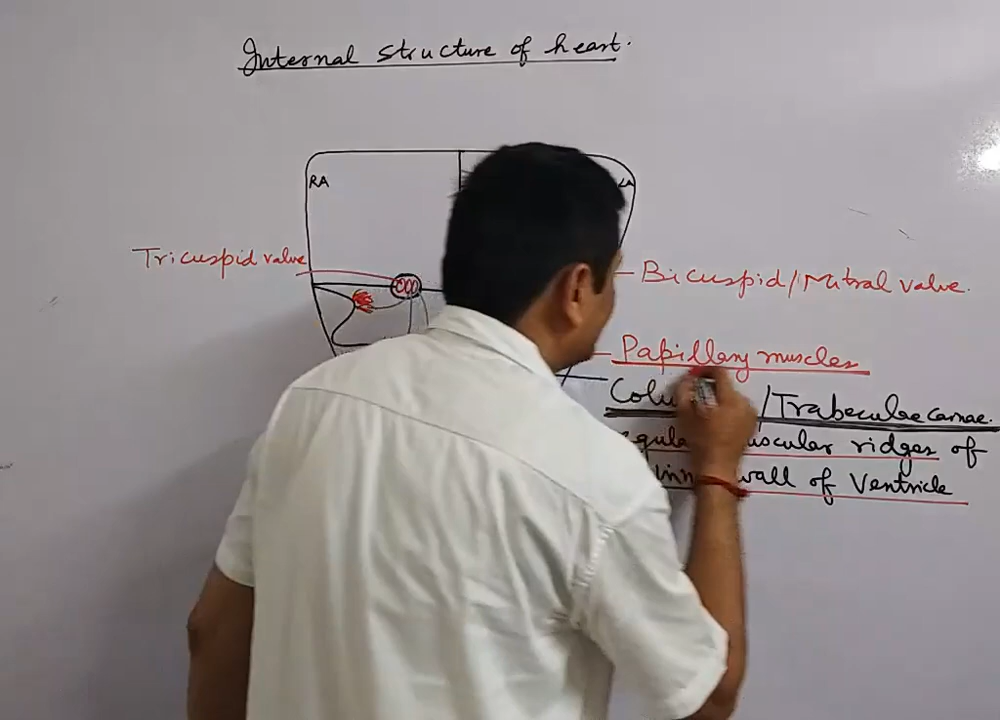 Internal structure of heart.
RA
LA
Tricuspid valve
Bicuspid/Mitral valve.
Papillary muscles
/Trabeculae carnae.
ridges of
wall of Ventricle